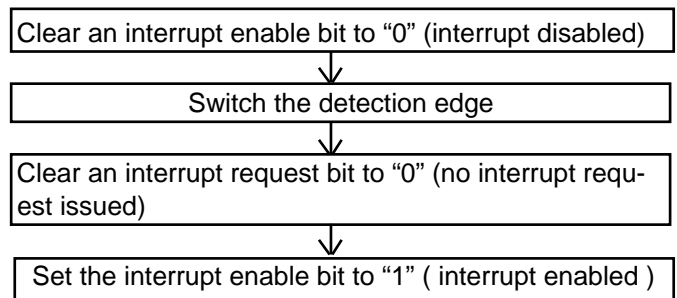 Clear an interrupt enable bit to “0” (interrupt disabled)
Switch the detection edge
Clear an interrupt request bit to “0” (no interrupt requ-
est issued)
Set the interrupt enable bit to “1” ( interrupt enabled )